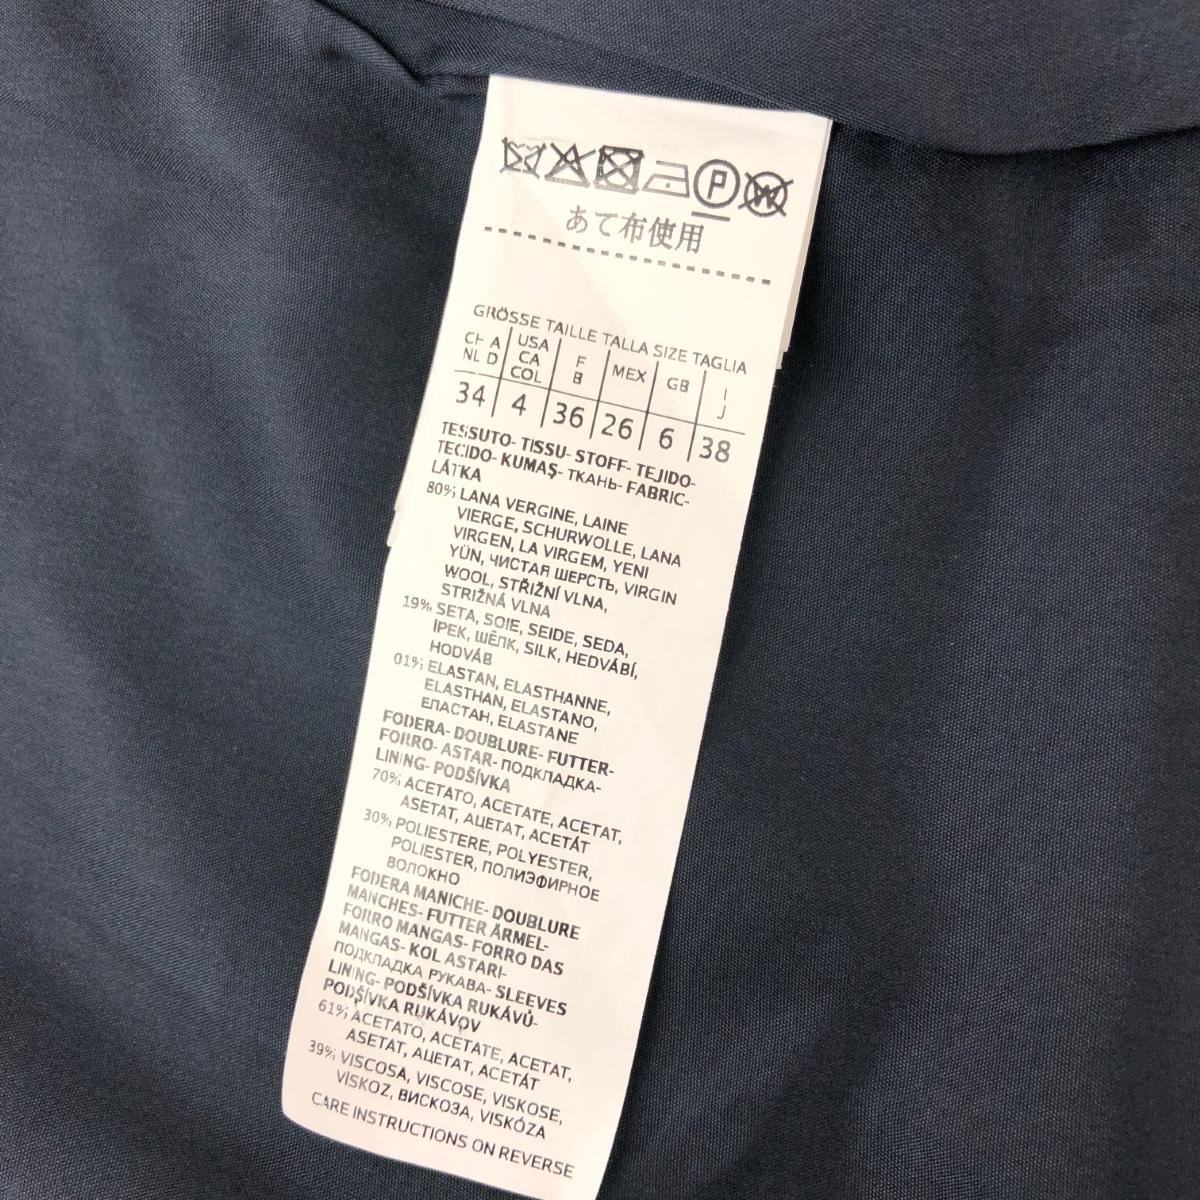 P W
あて布使用
GRÖSSE TAILLE TALLA SIZE TAGLIA
CH A NL D | USA CA COL | F B | MEX | GB | I J
34 | 4 | 36 | 26 | 6 | 38
TESSUTO- TISSU- STOFF- TEJIDO-
TECIDO- KUMAŞ- ТКАНЬ- FABRIC-
LÁTKA
80% LANA VERGINE, LAINE
VIERGE, SCHURWOLLE, LANA
VIRGEN, LA VIRGEM, YENI
YÜN, ЧИСТАЯ ШЕРСТЬ, VIRGIN
WOOL, STŘIŽNÍ VLNA,
STRIŽNÁ VLNA
19% SETA, SOIE, SEIDE, SEDA,
IPEK, ШЁЛК, SILK, HEDVÁBÍ,
HODVÁB
01% ELASTAN, ELASTHANNE,
ELASTHAN, ELASTANO,
ЕЛАСТАН, ELASTANE
FODERA- DOUBLURE- FUTTER-
FORRO- ASTAR- ПОДКЛАДКА-
LINING- PODŠÍVKA
70% ACETATO, ACETATE, ACETAT,
ASETAT, АЦЕТАТ, ACETÁT
30% POLIESTERE, POLYESTER,
POLIESTER, ПОЛИЭФИРНОЕ
ВОЛОКНО
FODERA MANICHE- DOUBLURE
MANCHES- FUTTER ÄRMEL-
FORRO MANGAS- FORRO DAS
MANGAS- KOL ASTARI-
ПОДКЛАДКА РУКАВА- SLEEVES
LINING- PODŠÍVKA RUKÁVŮ-
PODŠÍVKA RUKÁVOV
61% ACETATO, ACETATE, ACETAT,
ASETAT, АЦЕТАТ, ACETÁT
39% VISCOSA, VISCOSE, VISKOSE,
VİSKOZ, ВИСКОЗА, VISKÓZA
CARE INSTRUCTIONS ON REVERSE